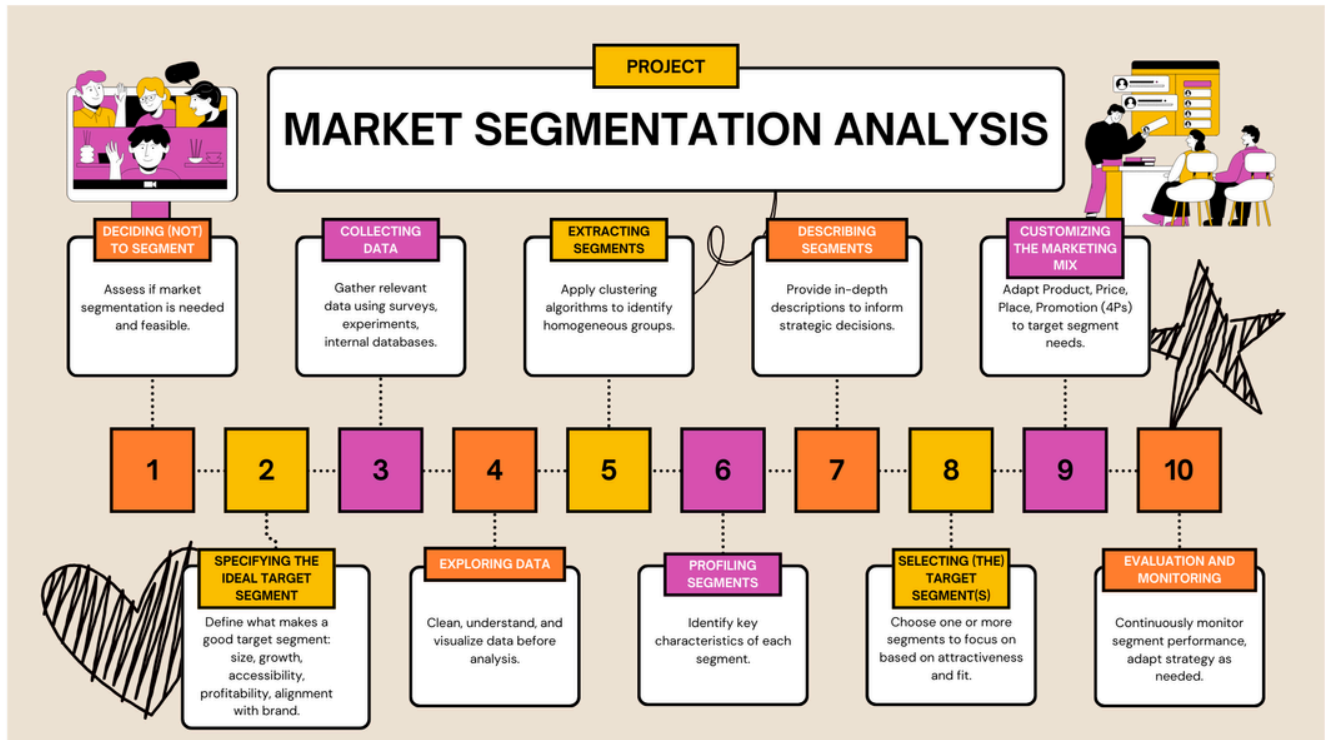 PROJECT
MARKET SEGMENTATION ANALYSIS
DECIDING (NOT)
TO SEGMENT
Assess if market
segmentation is needed
and feasible.
COLLECTING
DATA
Gather relevant
data using surveys,
experiments,
internal databases.
EXTRACTING
SEGMENTS
Apply clustering
algorithms to identify
homogeneous groups.
DESCRIBING
SEGMENTS
Provide in-depth
descriptions to inform
strategic decisions.
CUSTOMIZING
THE MARKETING
MIX
Adapt Product, Price,
Place, Promotion (4Ps)
to target segment
needs.
1
2
3
4
5
6
7
8
9
10
SPECIFYING THE
IDEAL TARGET
SEGMENT
Define what makes a
good target segment:
size, growth,
accessibility,
profitability, alignment
with brand.
EXPLORING DATA
Clean, understand, and
visualize data before
analysis.
PROFILING
SEGMENTS
Identify key
characteristics of each
segment.
SELECTING (THE)
TARGET
SEGMENT(S)
Choose one or more
segments to focus on
based on attractiveness
and fit.
EVALUATION AND
MONITORING
Continuously monitor
segment performance,
adapt strategy as
needed.